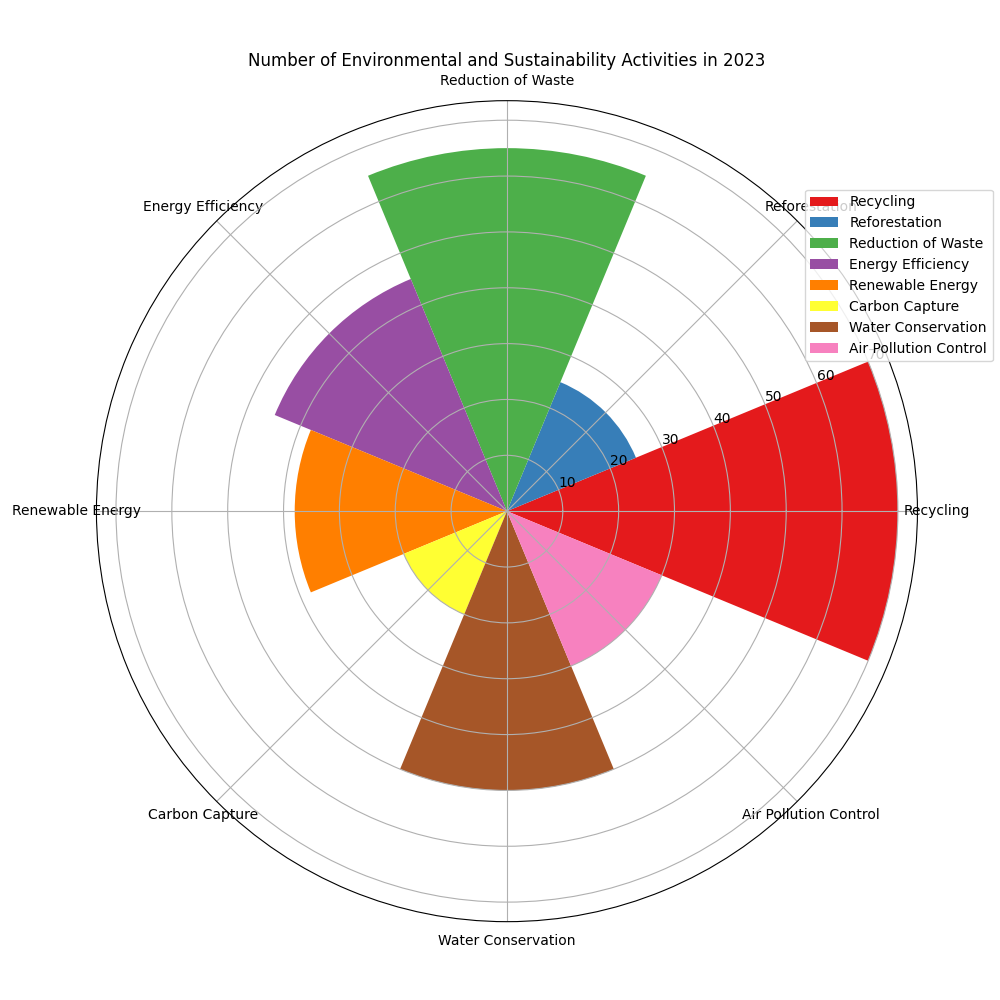 Number of Environmental and Sustainability Activities in 2023
Reduction of Waste
Energy Efficiency
Reforestation
Recycling
Reforestation
Reduction of Waste
Energy Efficiency
Renewable Energy
Carbon Capture
Water Conservation
Air Pollution Control
70
60
50
40
30
20
10
Renewable Energy
Recycling
Carbon Capture
Air Pollution Control
Water Conservation